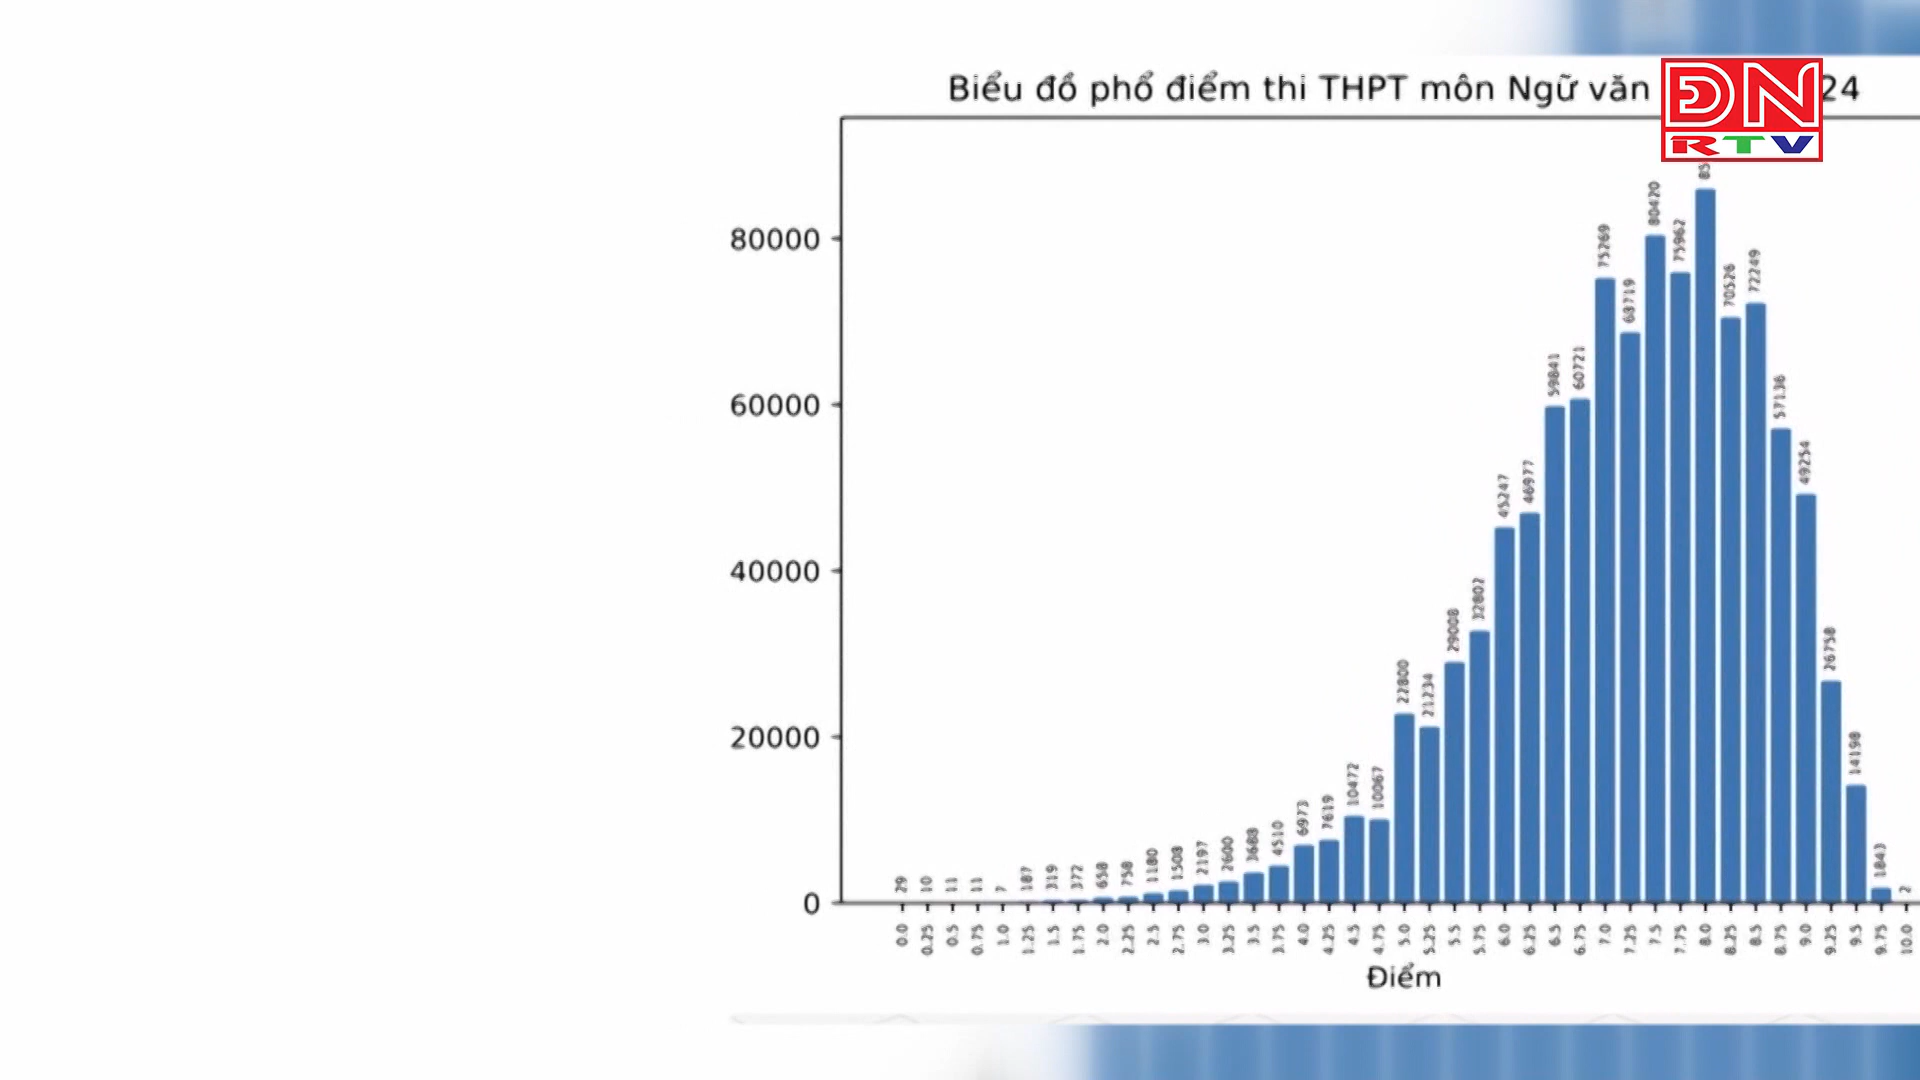 Biểu đồ phổ điểm thi THPT môn Ngữ văn 24
ĐN
RTV
80000
60000
40000
20000
0
29 10 11 11 7 187 319 372 658 758 1180 1508 2197 2600 3688 4510 6973 7619 10472 10067 22800 21234 29008 32802 45247 46977 59841 60721 75269 68719 80420 75962 85 70526 72249 57136 49254 26758 14198 1843 2
0.0 0.25 0.5 0.75 1.0 1.25 1.5 1.75 2.0 2.25 2.5 2.75 3.0 3.25 3.5 3.75 4.0 4.25 4.5 4.75 5.0 5.25 5.5 5.75 6.0 6.25 6.5 6.75 7.0 7.25 7.5 7.75 8.0 8.25 8.5 8.75 9.0 9.25 9.5 9.75 10.0
Điểm